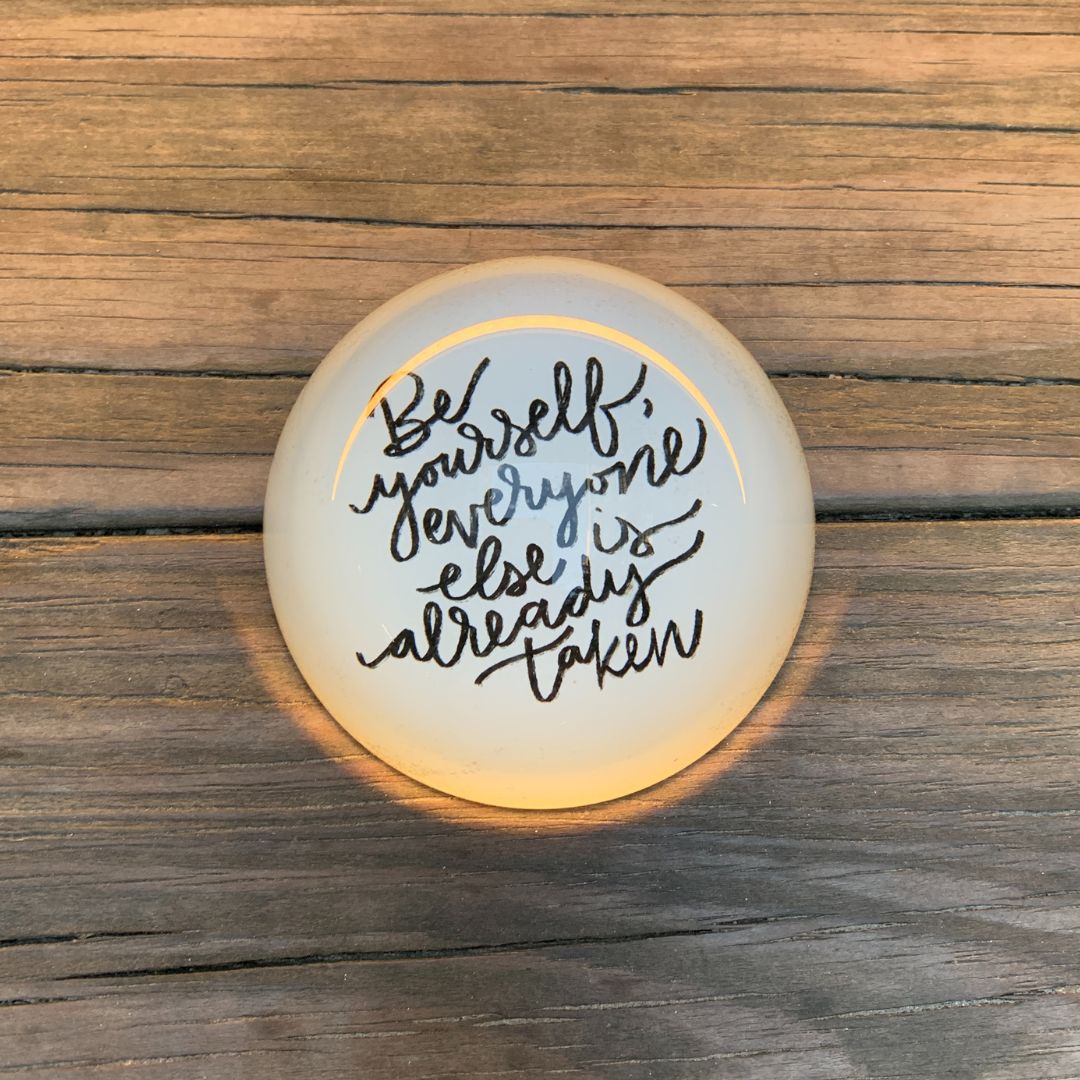 Be
yourself,
everyone
else is
already
taken